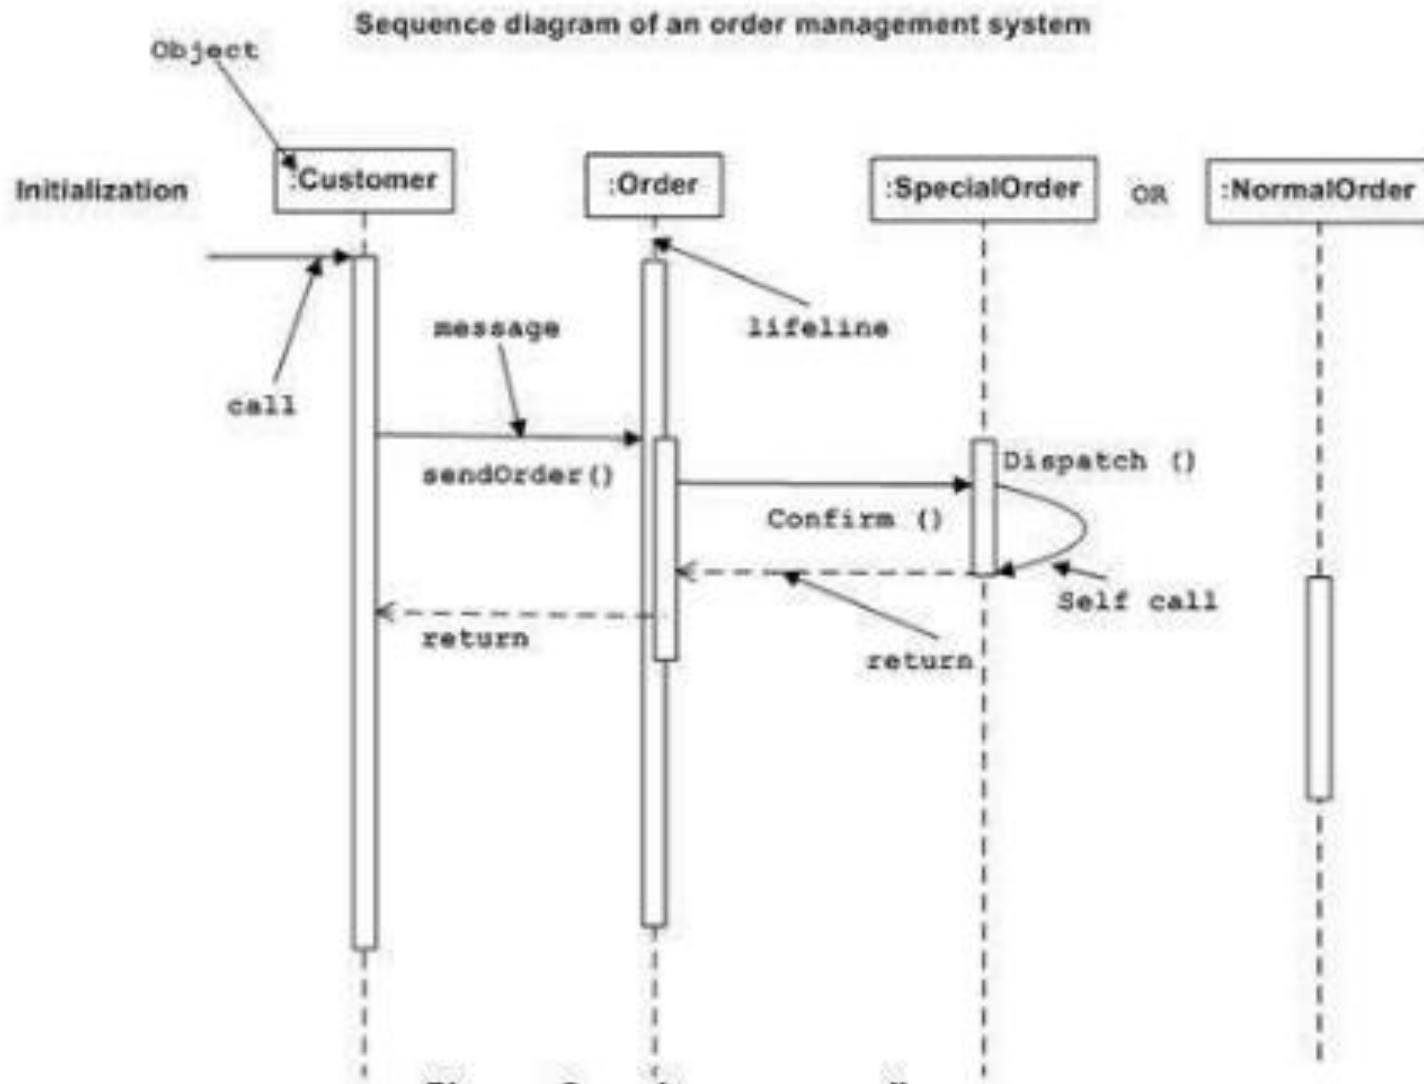 Sequence diagram of an order management system
Object
Initialization
:Customer
:Order
:SpecialOrder
OR
:NormalOrder
message
lifeline
call
sendOrder()
Dispatch ()
Confirm ()
Self call
return
return